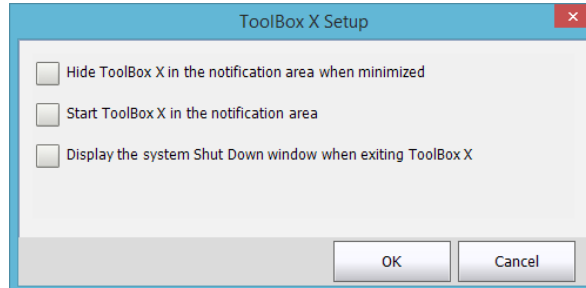 ToolBox X Setup
Hide ToolBox X in the notification area when minimized
Start ToolBox X in the notification area
Display the system Shut Down window when exiting ToolBox X
OK
Cancel